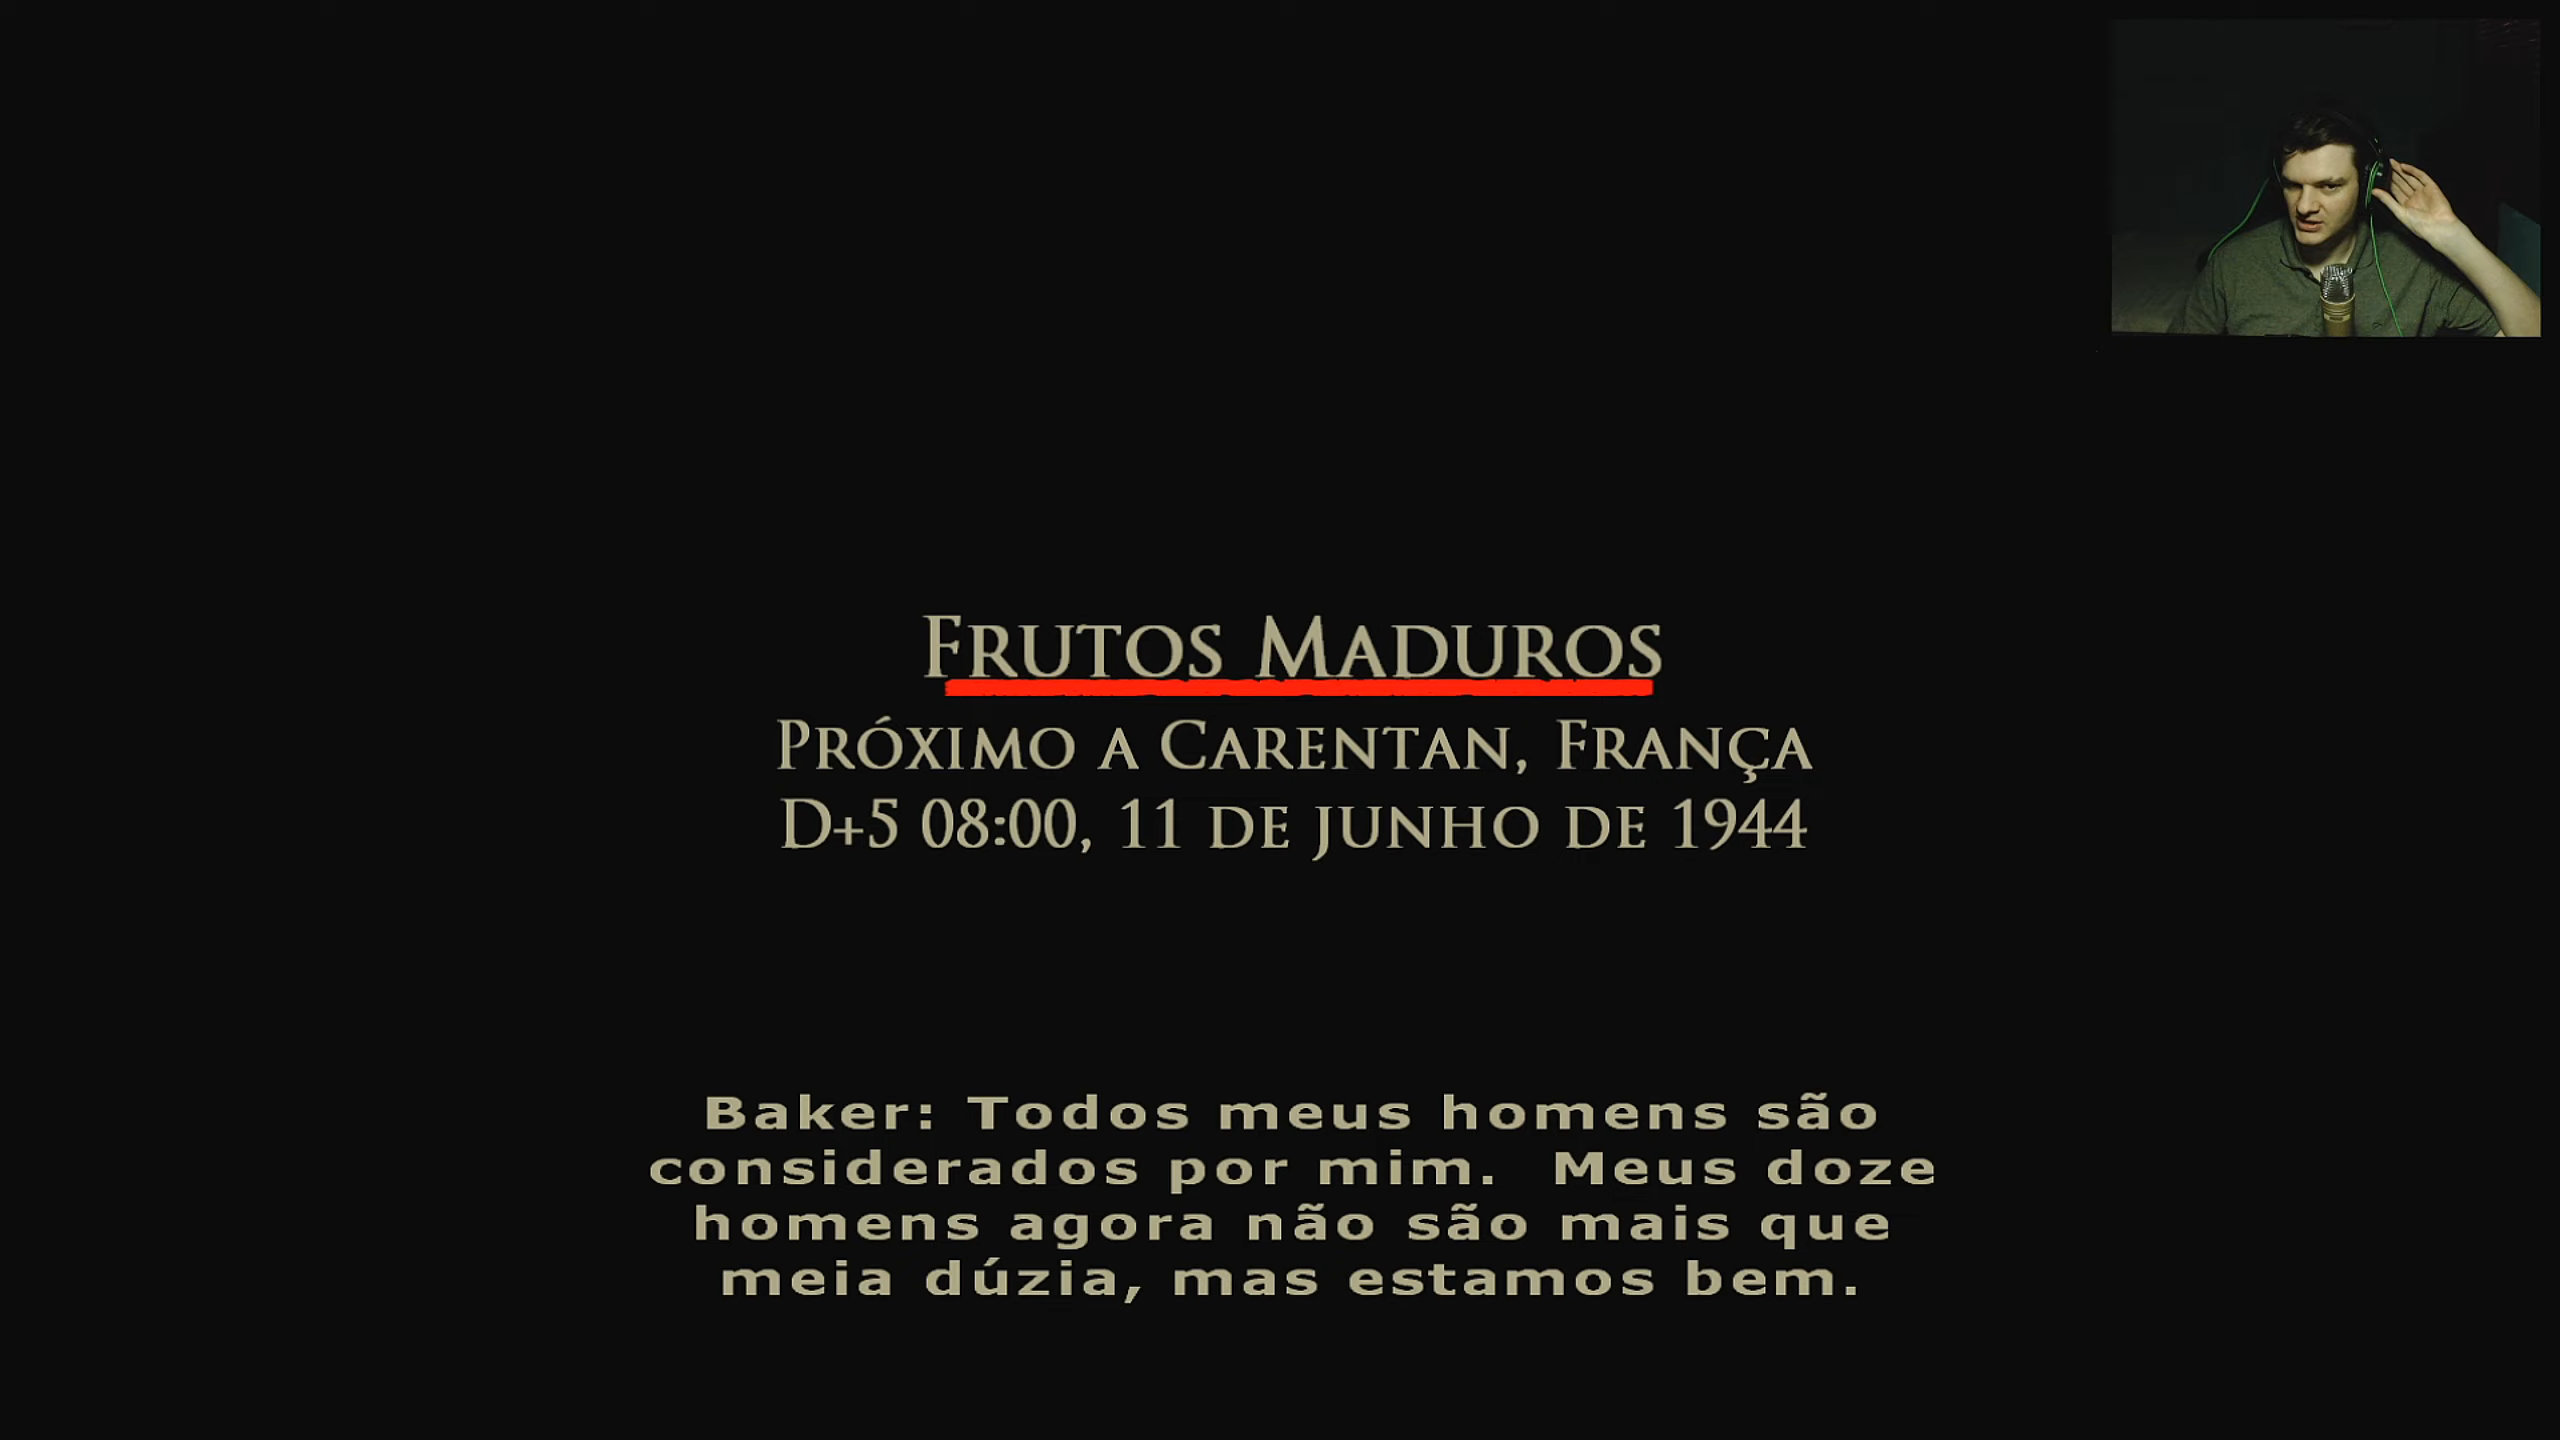 Frutos Maduros
Próximo a Carentan, França
D+5 08:00, 11 de junho de 1944
Baker: Todos meus homens são
considerados por mim.  Meus doze
homens agora não são mais que
meia dúzia, mas estamos bem.